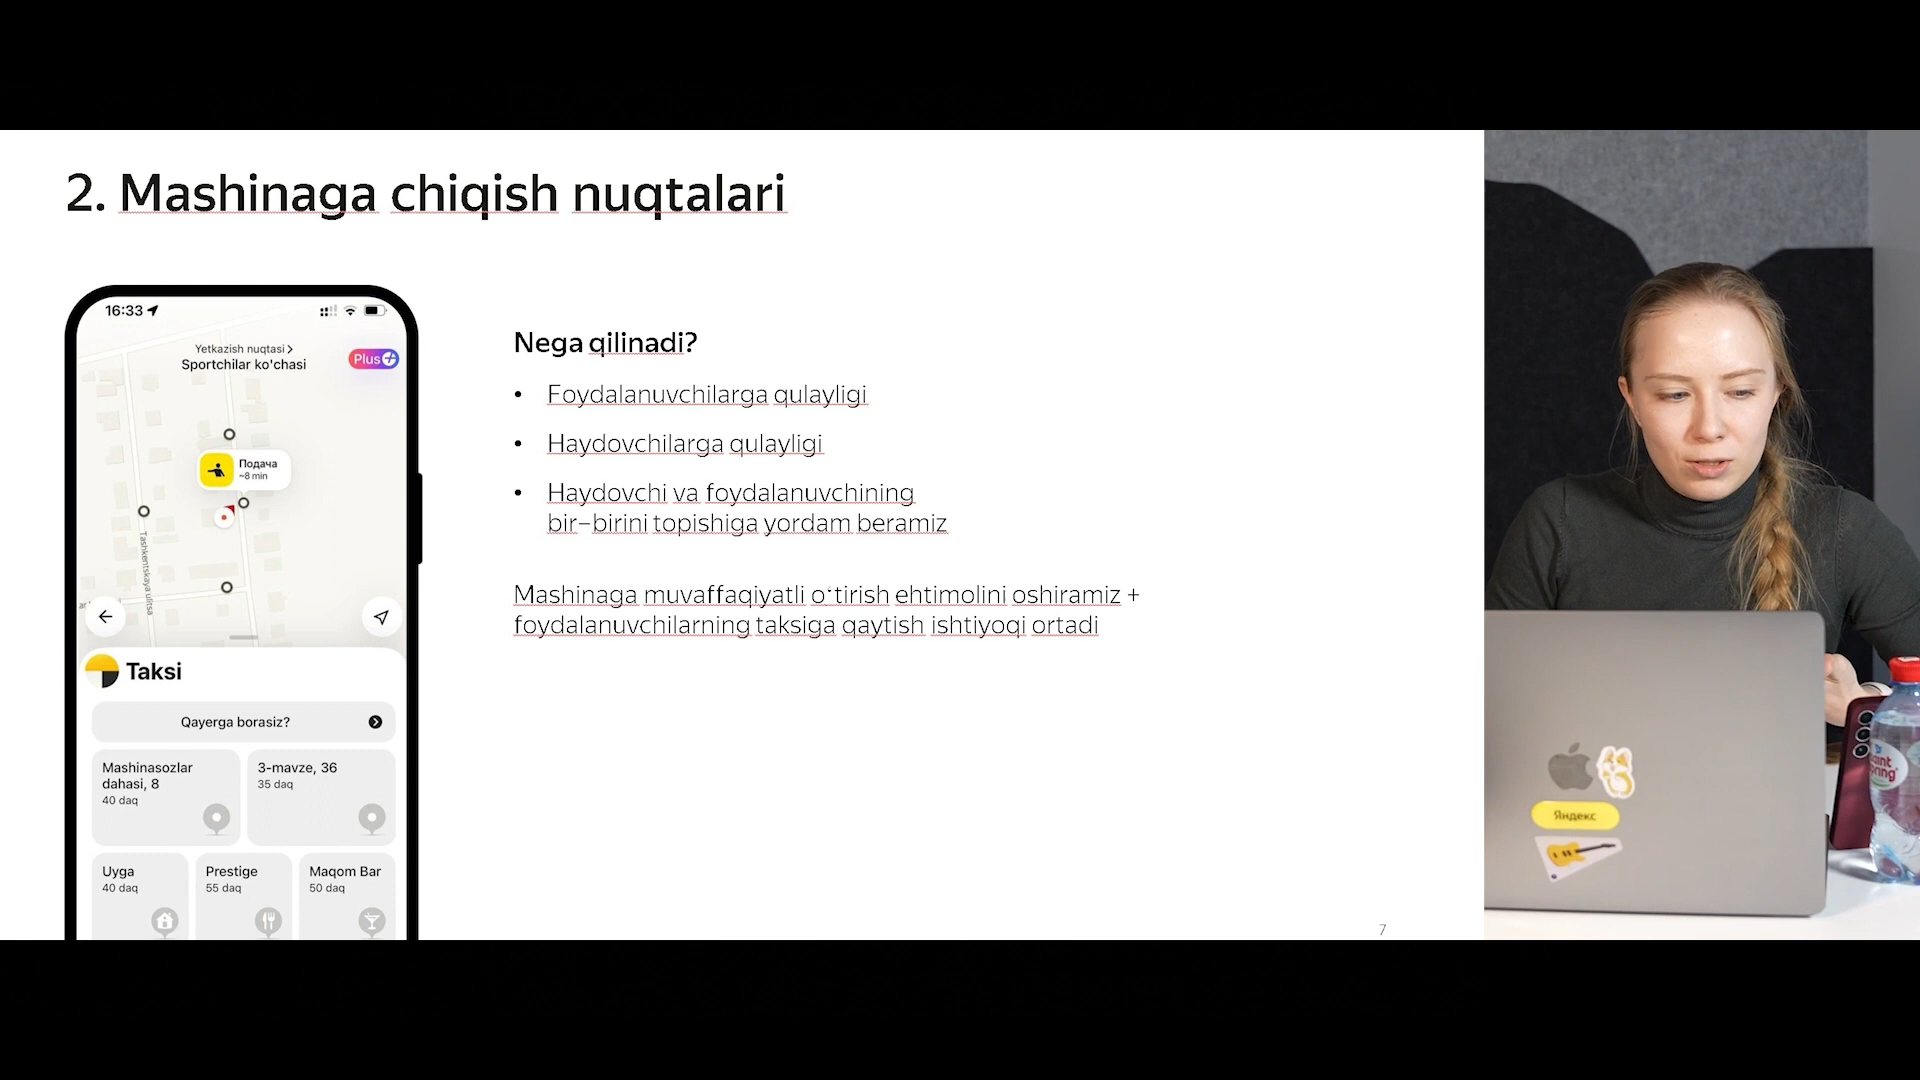 2. Mashinaga chiqish nuqtalari
16:33
Yetkazish nuqtasi
Sportchilar ko'chasi
Plus
Подача
~8 min
Tashkentskaya ulitsa
Taksi
Qayerga borasiz?
Mashinasozlar
dahasi, 8
40 daq
3-mavze, 36
35 daq
Uyga
40 daq
Prestige
55 daq
Maqom Bar
50 daq
Nega qilinadi?
• Foydalanuvchilarga qulayligi
• Haydovchilarga qulayligi
• Haydovchi va foydalanuvchining
bir–birini topishiga yordam beramiz
Mashinaga muvaffaqiyatli o‘tirish ehtimolini oshiramiz +
foydalanuvchilarning taksiga qaytish ishtiyoqi ortadi
7
Яндекс